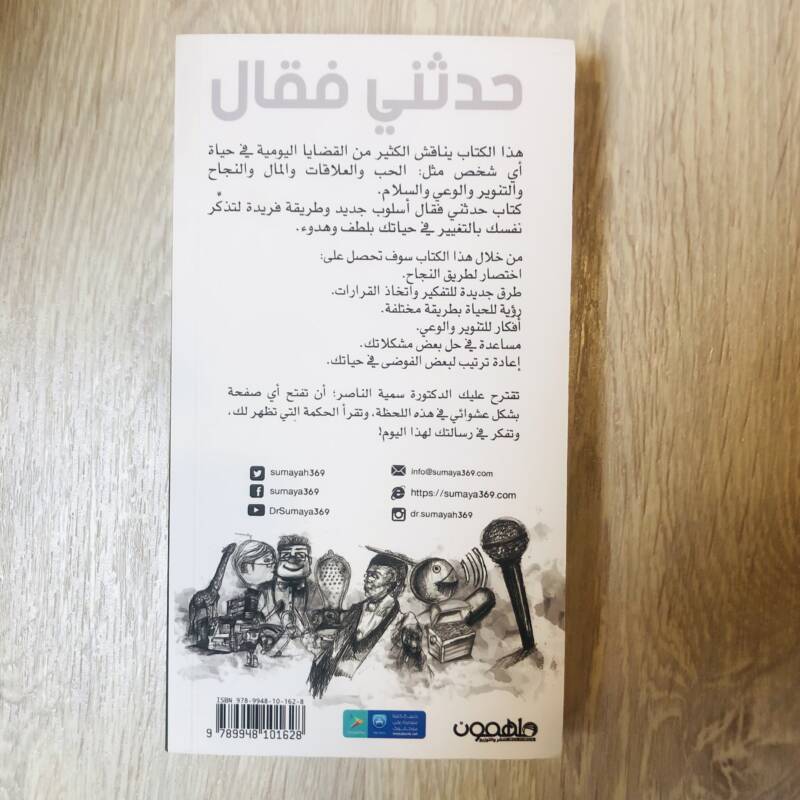 حدثني فقال
هذا الكتاب يناقش الكثير من القضايا اليومية في حياة
أي شخص مثل: الحب والعلاقات والمال والنجاح
والتنوير والوعي والسلام.
كتاب حدثني فقال أسلوب جديد وطريقة فريدة لتذكّر
نفسك بالتغيير في حياتك بلطف وهدوء.
من خلال هذا الكتاب سوف تحصل على:
اختصار لطريق النجاح.
طرق جديدة للتفكير واتخاذ القرارات.
رؤية للحياة بطريقة مختلفة.
أفكار للتنوير والوعي.
مساعدة في حل بعض مشكلاتك.
إعادة ترتيب لبعض الفوضى في حياتك.
تقترح عليك الدكتورة سمية الناصر؛ أن تفتح أي صفحة
بشكل عشوائي في هذه اللحظة، وتقرأ الحكمة التي تظهر لك،
وتفكر في رسالتك لهذا اليوم!
sumayah369
info@sumaya369.com
sumaya369
https://sumaya369.com
DrSumaya369
dr.sumayah369
ISBN 978-9948-10-162-8
9 789948 101628
ملهمون